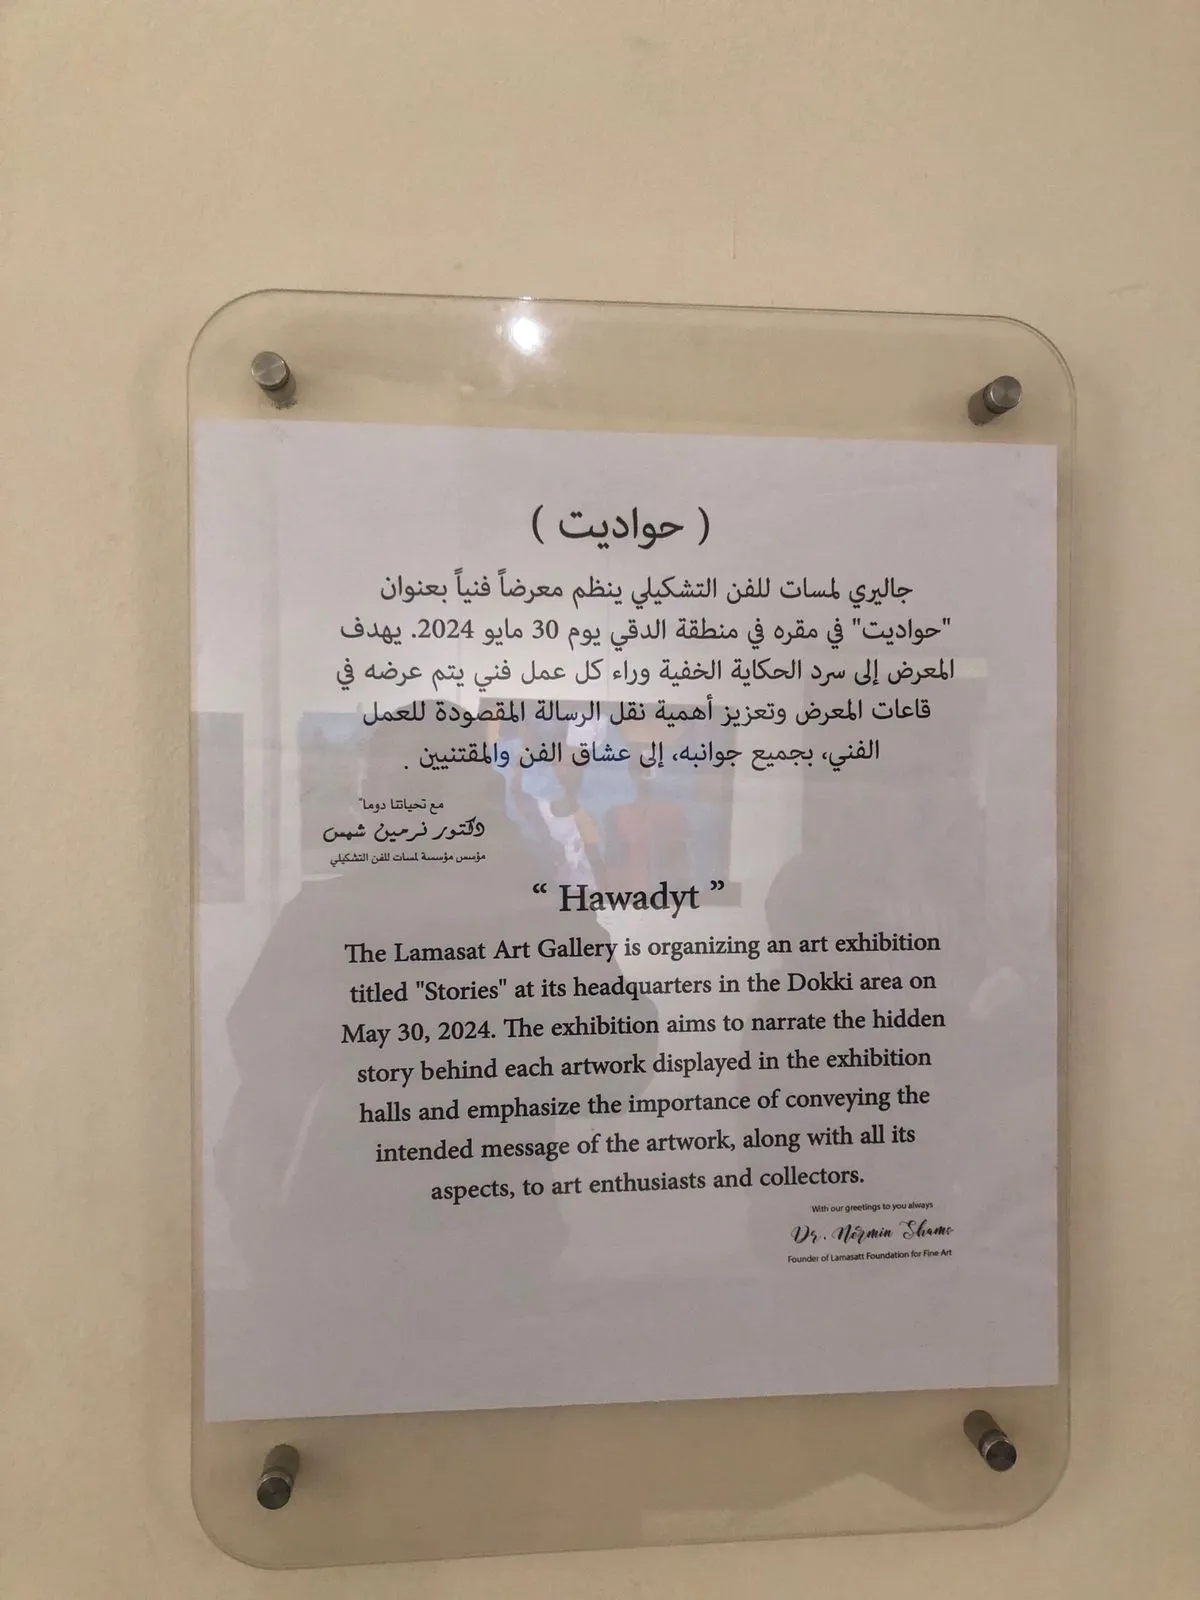 ( حواديت )
جاليري لمسات للفن التشكيلي ينظم معرضاً فنياً بعنوان
"حواديت" في مقره في منطقة الدقي يوم 30 مايو 2024. يهدف
المعرض إلى سرد الحكاية الخفية وراء كل عمل فني يتم عرضه في
قاعات المعرض وتعزيز أهمية نقل الرسالة المقصودة للعمل
الفني، بجميع جوانبه، إلى عشاق الفن والمقتنيين .
مع تحياتنا دوما"
دكتور نرمين شمس
مؤسس مؤسسة لمسات للفن التشكيلي
“ Hawadyt ”
The Lamasat Art Gallery is organizing an art exhibition
titled "Stories" at its headquarters in the Dokki area on
May 30, 2024. The exhibition aims to narrate the hidden
story behind each artwork displayed in the exhibition
halls and emphasize the importance of conveying the
intended message of the artwork, along with all its
aspects, to art enthusiasts and collectors.
With our greetings to you always
Dr. Nermin Shams
Founder of Lamasatt Foundation for Fine Art